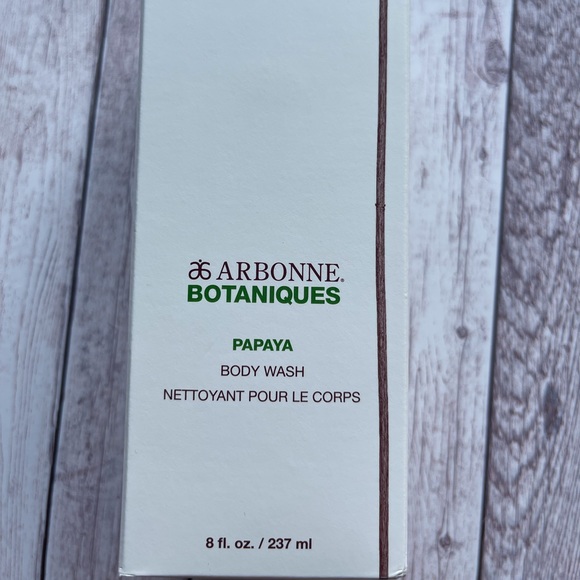 ARBONNE®
BOTANIQUES
PAPAYA
BODY WASH
NETTOYANT POUR LE CORPS
8 fl. oz. / 237 ml